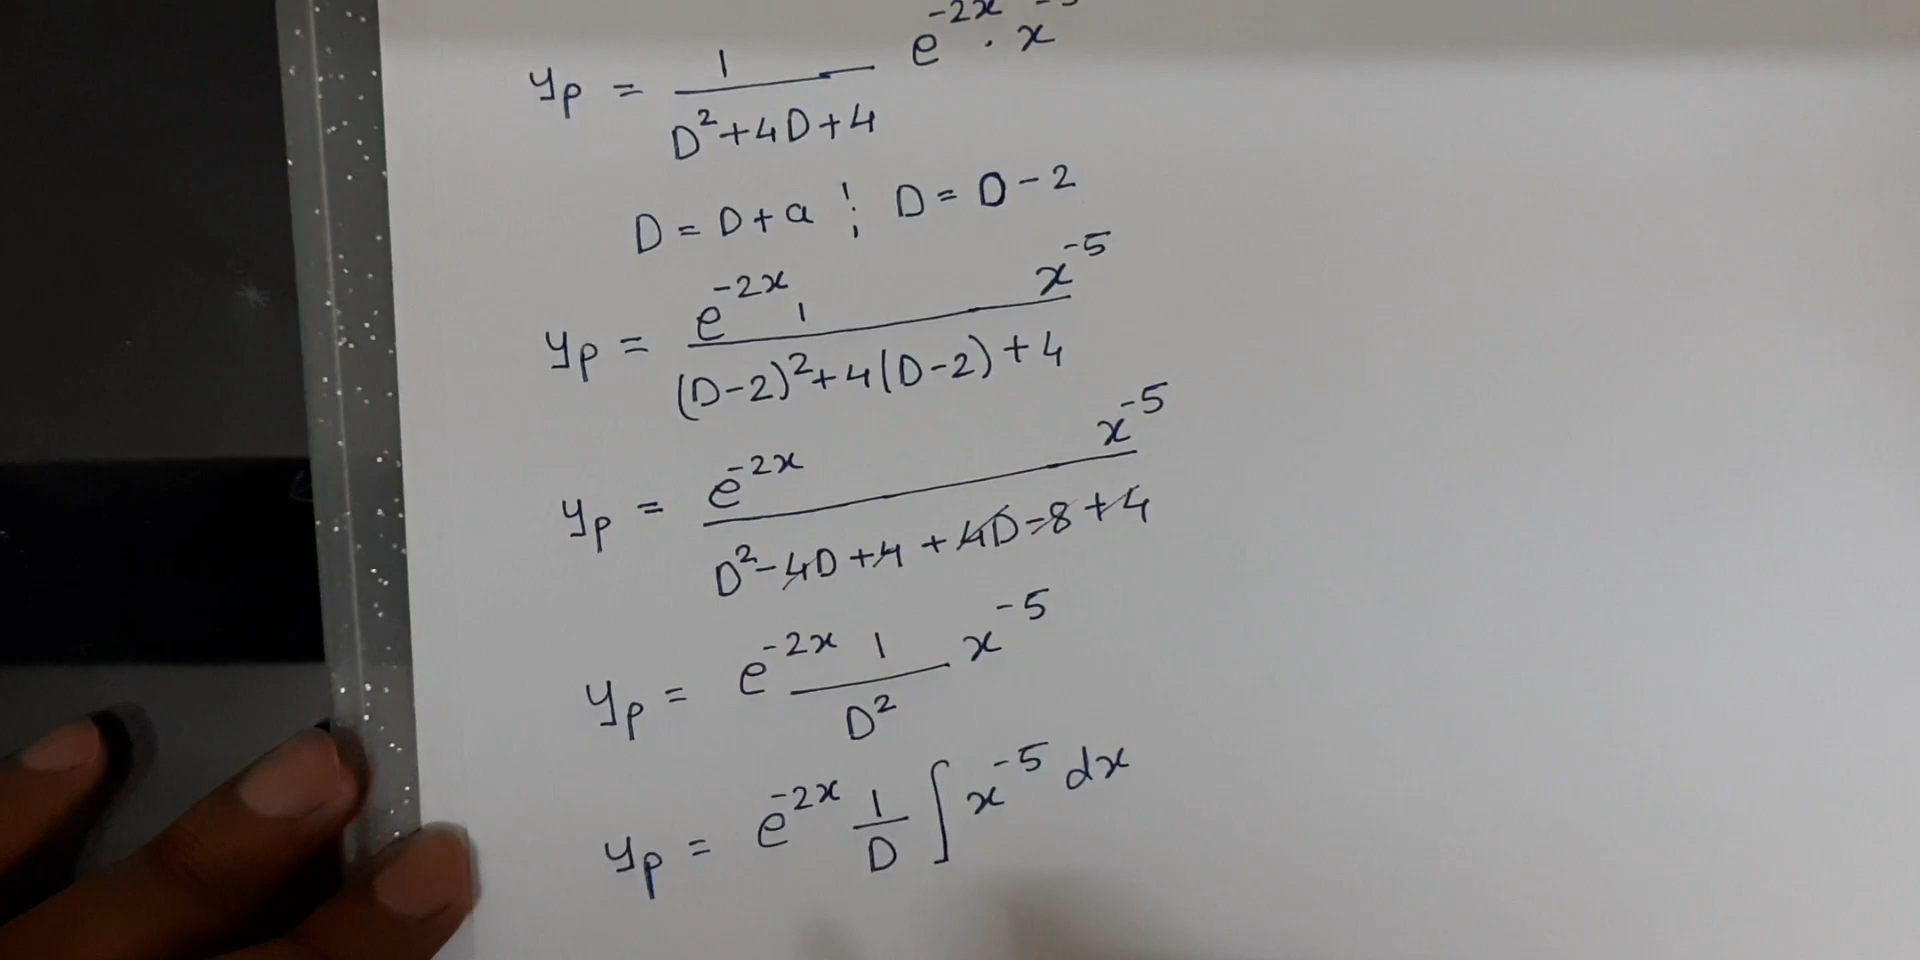 yp = 1/(D²+4D+4) e^-2x · x
D = D + a ¦ D = D - 2
yp = e^-2x 1/((D-2)²+4(D-2)+4) x^-5
yp = e^-2x/(D²-4D+4+4D-8+4) x^-5
yp = e^-2x 1/D² x^-5
yp = e^-2x 1/D ∫ x^-5 dx